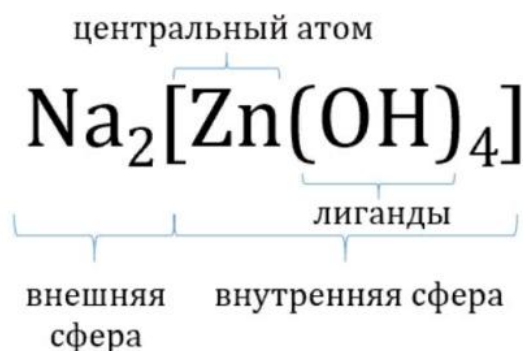 центральный атом
Na₂[Zn(OH)₄]
лиганды
внешняя сфера
внутренняя сфера